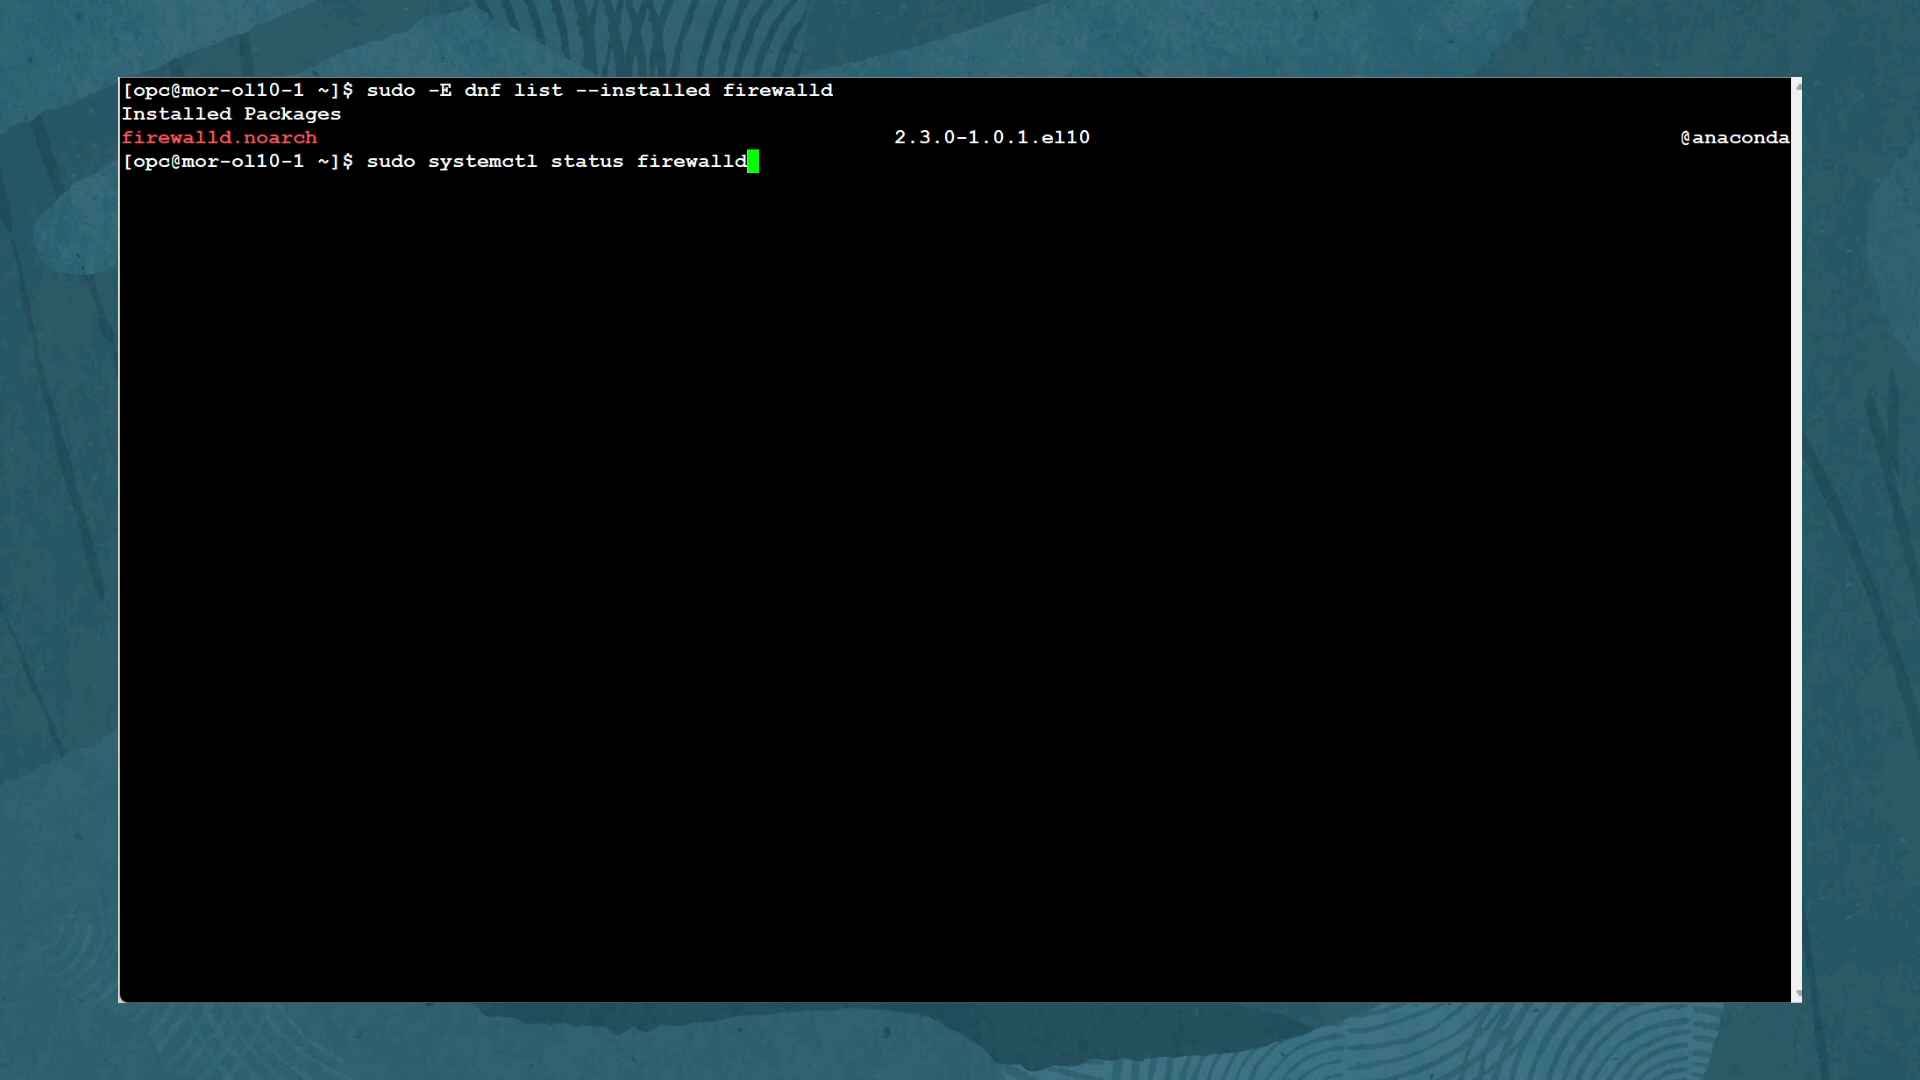 [opc@mor-ol10-1 ~]$ sudo -E dnf list --installed firewalld
Installed Packages
firewalld.noarch 2.3.0-1.0.1.el10 @anaconda
[opc@mor-ol10-1 ~]$ sudo systemctl status firewalld